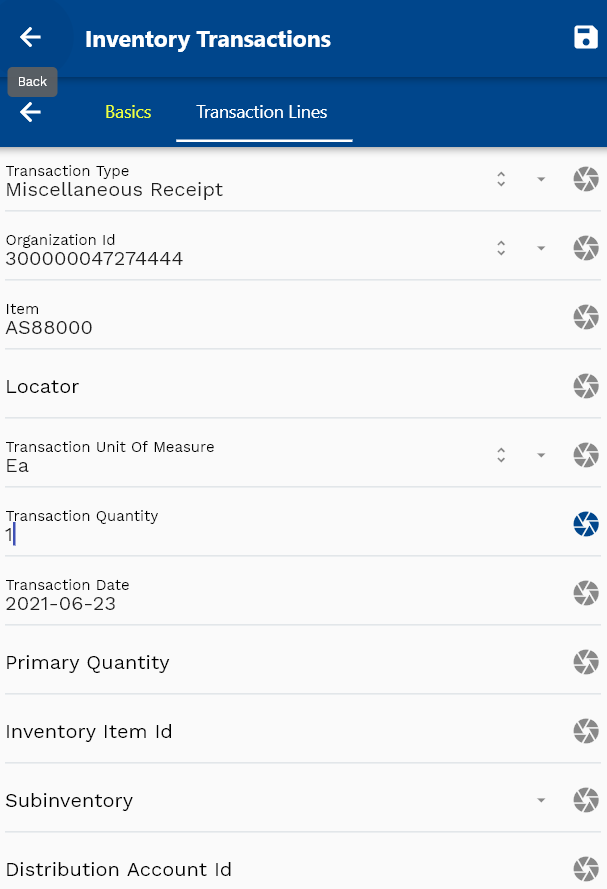 Inventory Transactions
Back
Basics
Transaction Lines
Transaction Type
Miscellaneous Receipt
Organization Id
300000047274444
Item
AS88000
Locator
Transaction Unit Of Measure
Ea
Transaction Quantity
1
Transaction Date
2021-06-23
Primary Quantity
Inventory Item Id
Subinventory
Distribution Account Id